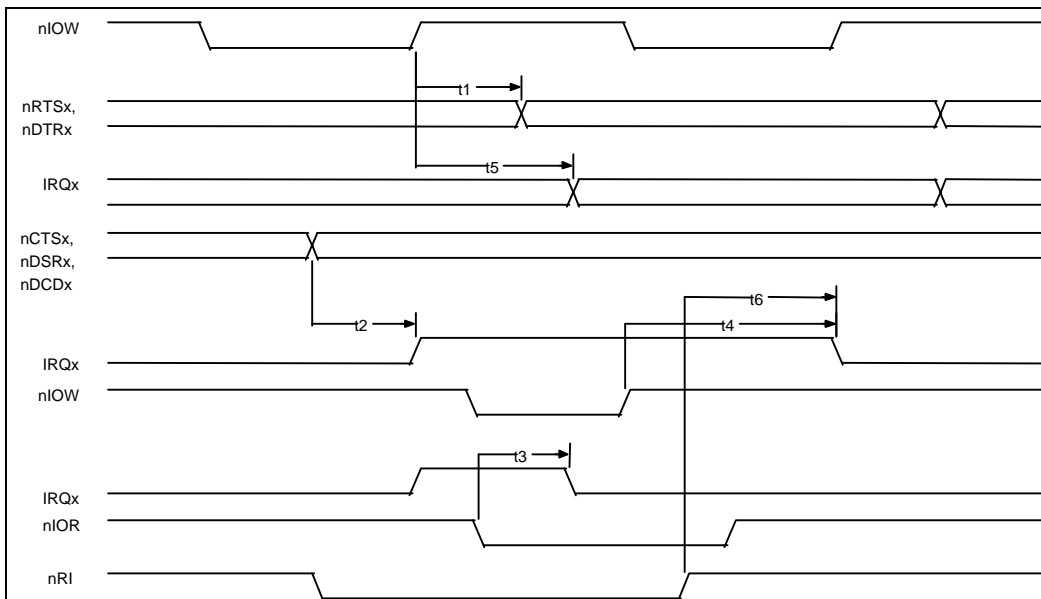 nIOW
t1
nRTSx,
nDTRx
t5
IRQx
nCTSx,
nDSRx,
nDCDx
t6
t2
t4
IRQx
nIOW
t3
IRQx
nIOR
nRI